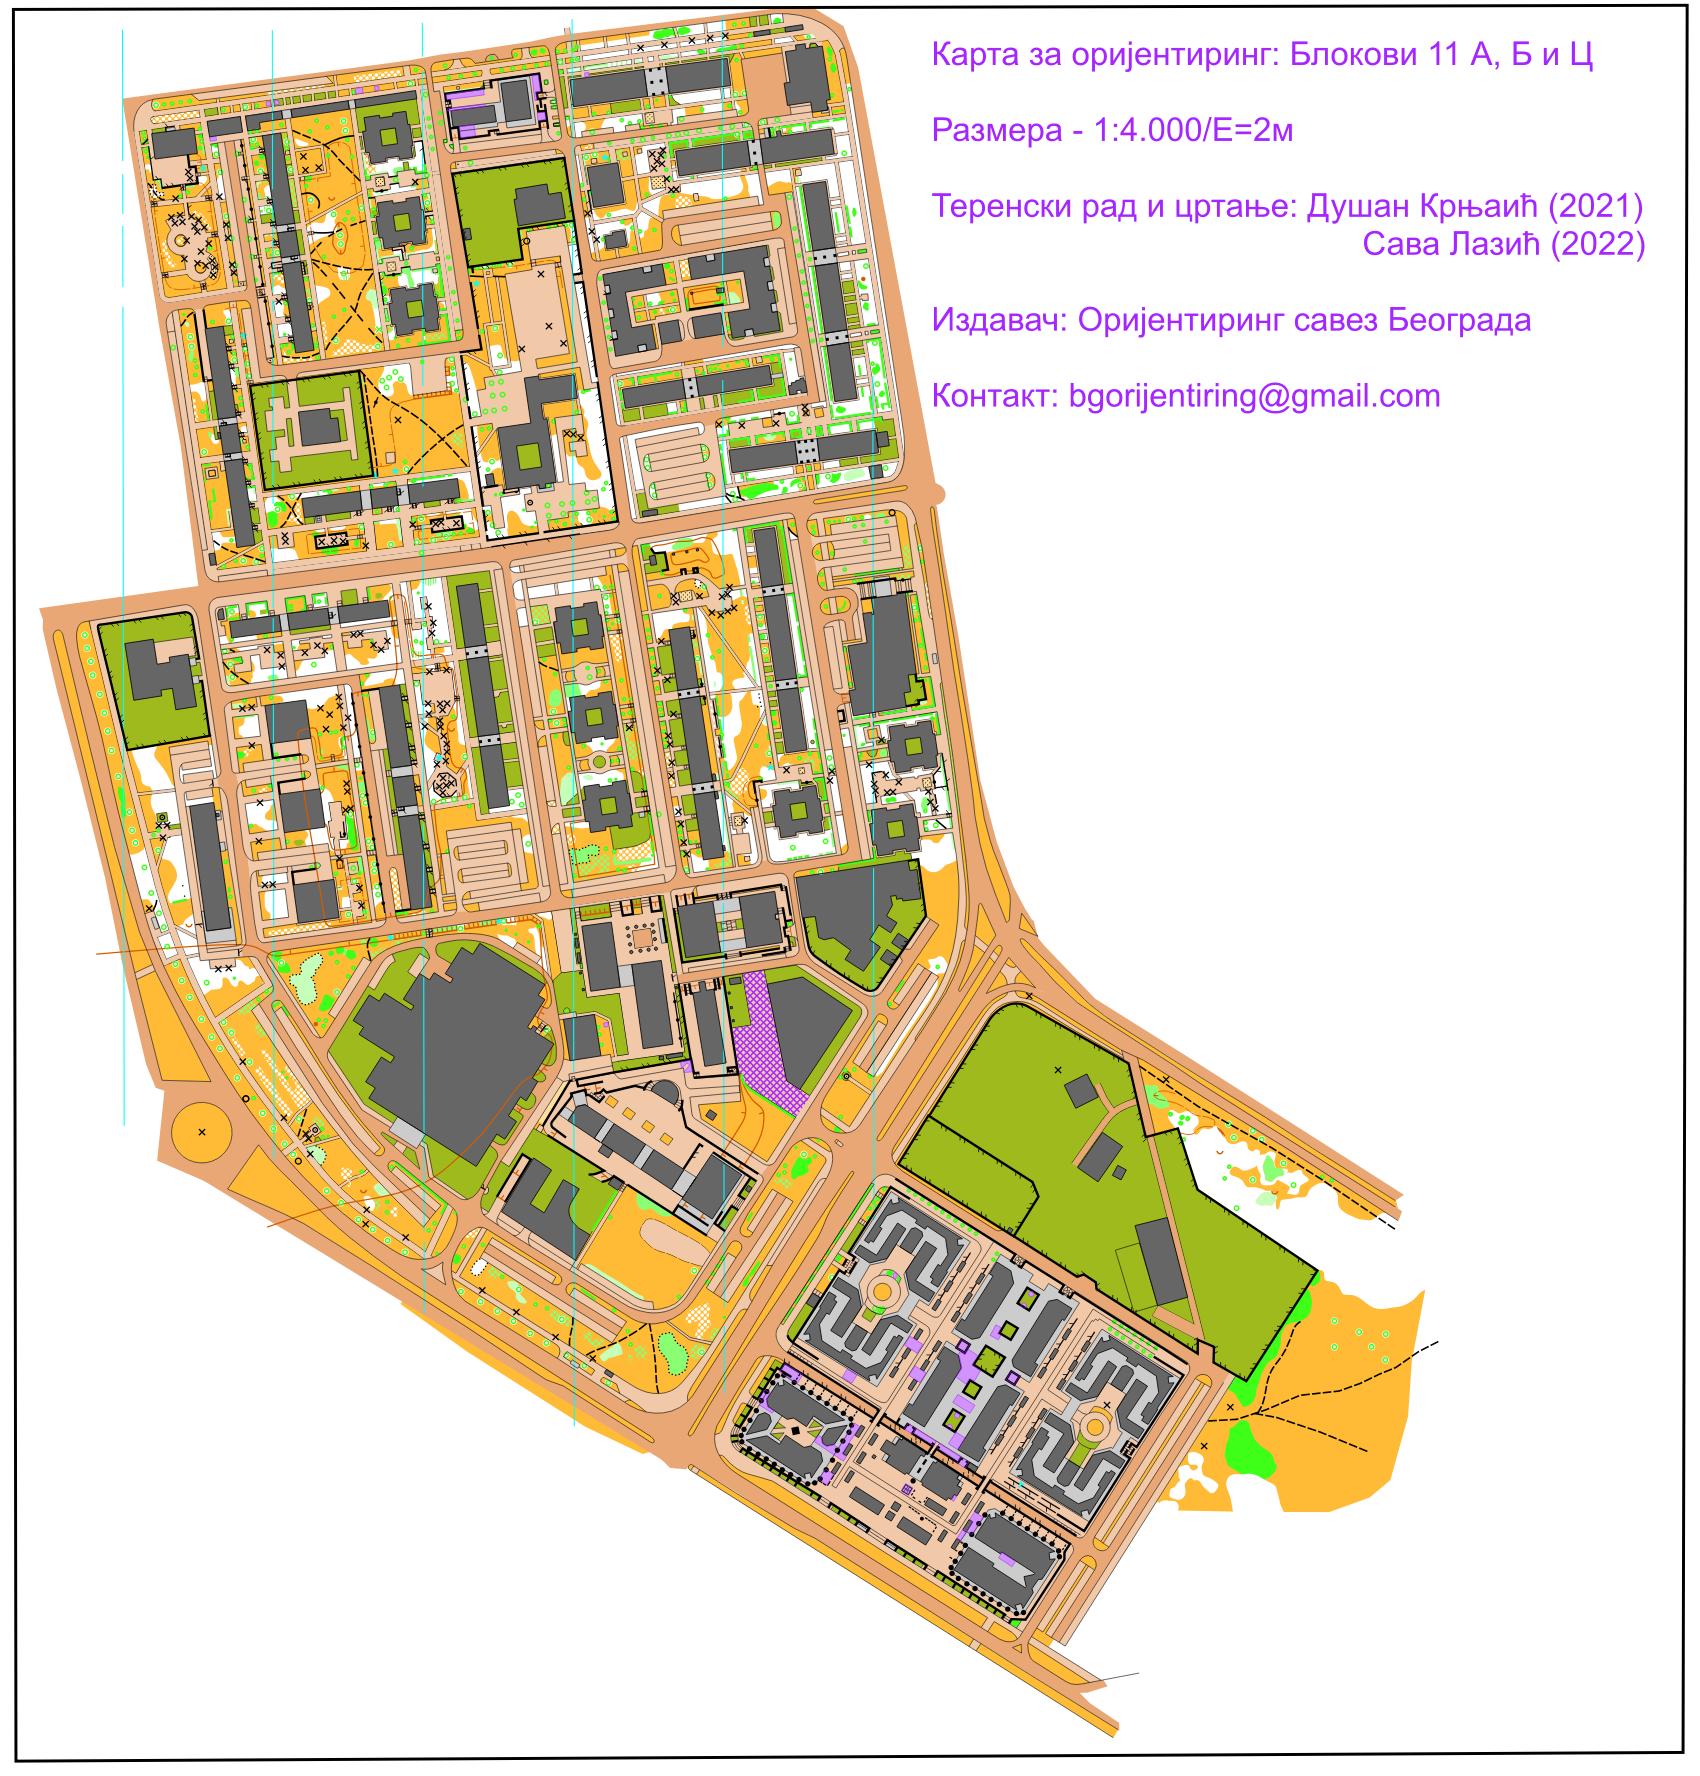 Карта за оријентиринг: Блокови 11 А, Б и Ц
Размера - 1:4.000/Е=2м
Теренски рад и цртање: Душан Крњаић (2021)
Сава Лазић (2022)
Издавач: Оријентиринг савез Београда
Контакт: bgorijentiring@gmail.com